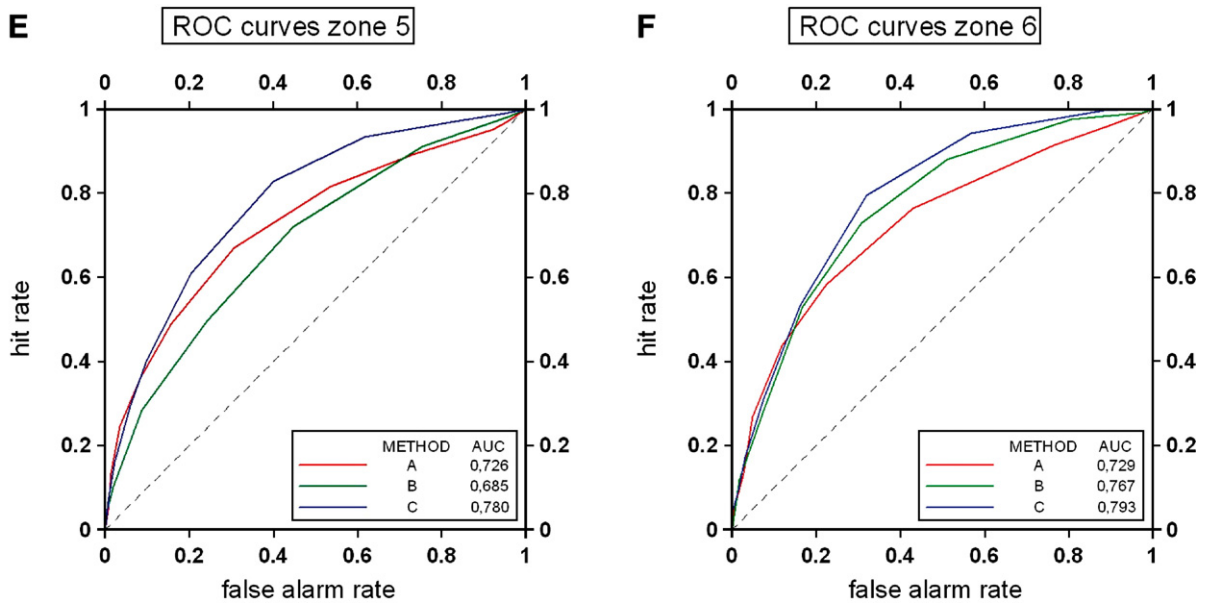 E
ROC curves zone 5
0 0.2 0.4 0.6 0.8 1
1 1
0.8 0.8
0.6 0.6
0.4 0.4
0.2 0.2
0 0
hit rate
METHOD AUC
A 0,726
B 0,685
C 0,780
0 0.2 0.4 0.6 0.8 1
false alarm rate
F
ROC curves zone 6
0 0.2 0.4 0.6 0.8 1
1 1
0.8 0.8
0.6 0.6
0.4 0.4
0.2 0.2
0 0
hit rate
METHOD AUC
A 0,729
B 0,767
C 0,793
0 0.2 0.4 0.6 0.8 1
false alarm rate